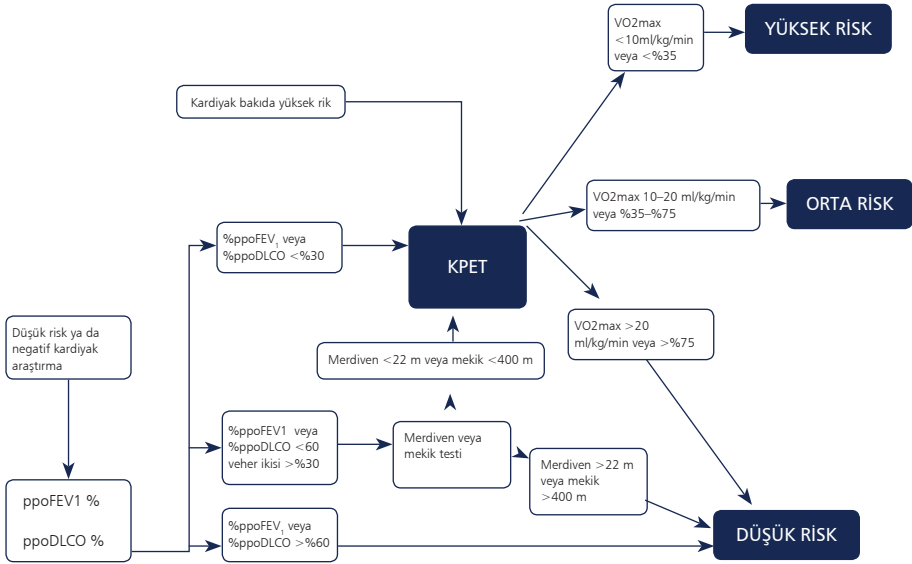 VO2max
<10ml/kg/min
veya <%35
YÜKSEK RİSK
Kardiyak bakıda yüksek rik
VO2max 10–20 ml/kg/min
veya %35–%75
ORTA RİSK
%ppoFEV₁ veya
%ppoDLCO <%30
KPET
Düşük risk ya da
negatif kardiyak
araştırma
VO2max >20
ml/kg/min veya >%75
Merdiven <22 m veya mekik <400 m
%ppoFEV1 veya
%ppoDLCO <60
veher ikisi >%30
Merdiven veya
mekik testi
Merdiven >22 m
veya mekik
>400 m
ppoFEV1 %
ppoDLCO %
%ppoFEV₁ veya
%ppoDLCO >%60
DÜŞÜK RİSK